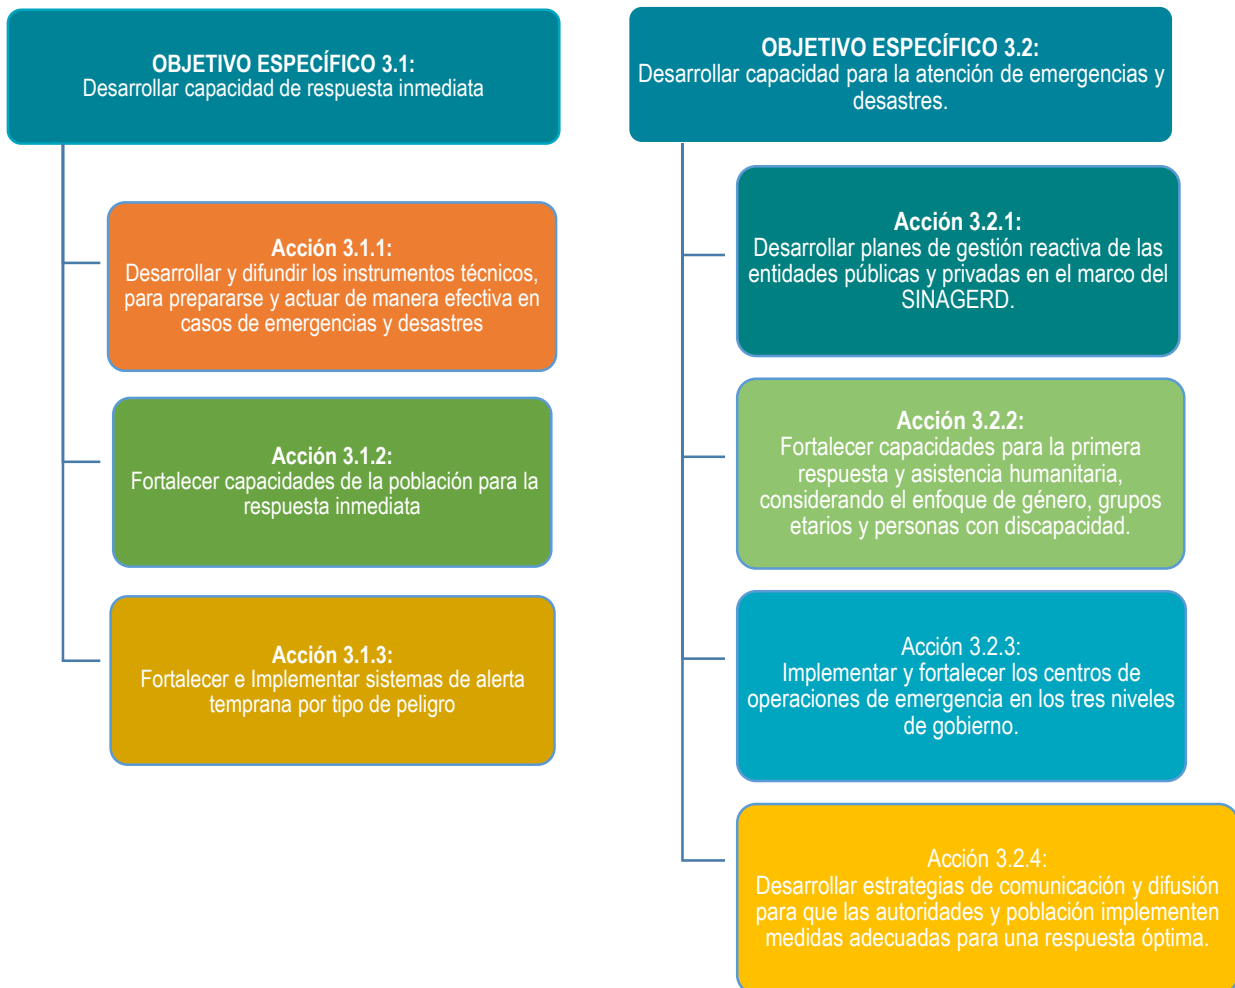 OBJETIVO ESPECÍFICO 3.1:
Desarrollar capacidad de respuesta inmediata
Acción 3.1.1:
Desarrollar y difundir los instrumentos técnicos,
para prepararse y actuar de manera efectiva en
casos de emergencias y desastres
Acción 3.1.2:
Fortalecer capacidades de la población para la
respuesta inmediata
Acción 3.1.3:
Fortalecer e Implementar sistemas de alerta
temprana por tipo de peligro
OBJETIVO ESPECÍFICO 3.2:
Desarrollar capacidad para la atención de emergencias y
desastres.
Acción 3.2.1:
Desarrollar planes de gestión reactiva de las
entidades públicas y privadas en el marco del
SINAGERD.
Acción 3.2.2:
Fortalecer capacidades para la primera
respuesta y asistencia humanitaria,
considerando el enfoque de género, grupos
etarios y personas con discapacidad.
Acción 3.2.3:
Implementar y fortalecer los centros de
operaciones de emergencia en los tres niveles
de gobierno.
Acción 3.2.4:
Desarrollar estrategias de comunicación y difusión
para que las autoridades y población implementen
medidas adecuadas para una respuesta óptima.